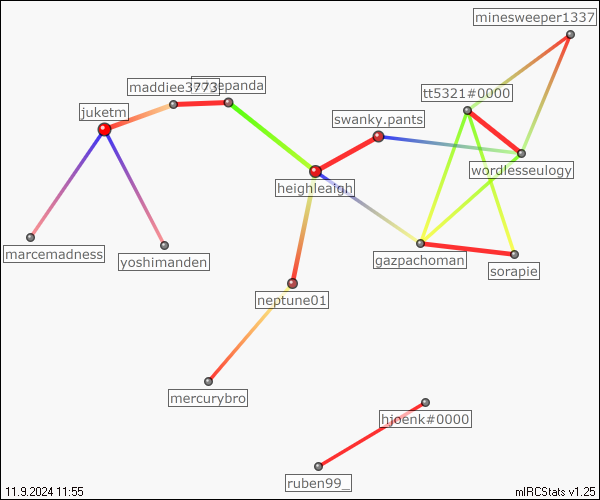 minesweeper1337
maddiee3773
epanda
tt5321#0000
juketm
swanky.pants
wordlesseulogy
heighleaigh
marcemadness
yoshimanden
gazpachoman
sorapie
neptune01
mercurybro
hjoenk#0000
ruben99_
11.9.2024 11:55
mIRCStats v1.25